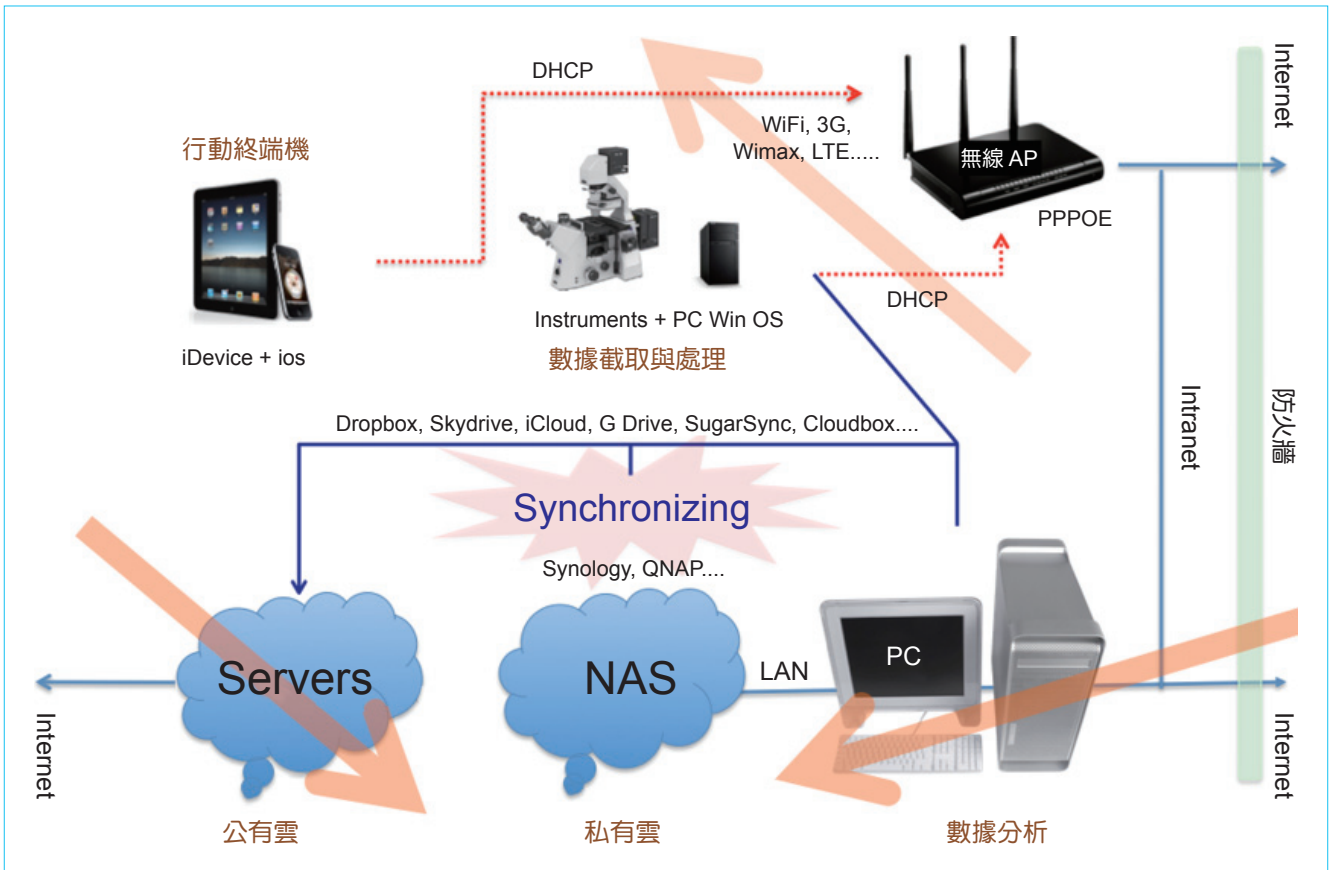 DHCP
Internet
WiFi, 3G,
Wimax, LTE.....
行動終端機
無線 AP
PPPOE
DHCP
Instruments + PC Win OS
iDevice + ios
數據截取與處理
Intranet
防火牆
Dropbox, Skydrive, iCloud, G Drive, SugarSync, Cloudbox....
Synchronizing
Synology, QNAP....
Servers
NAS
LAN
PC
Internet
Internet
公有雲
私有雲
數據分析